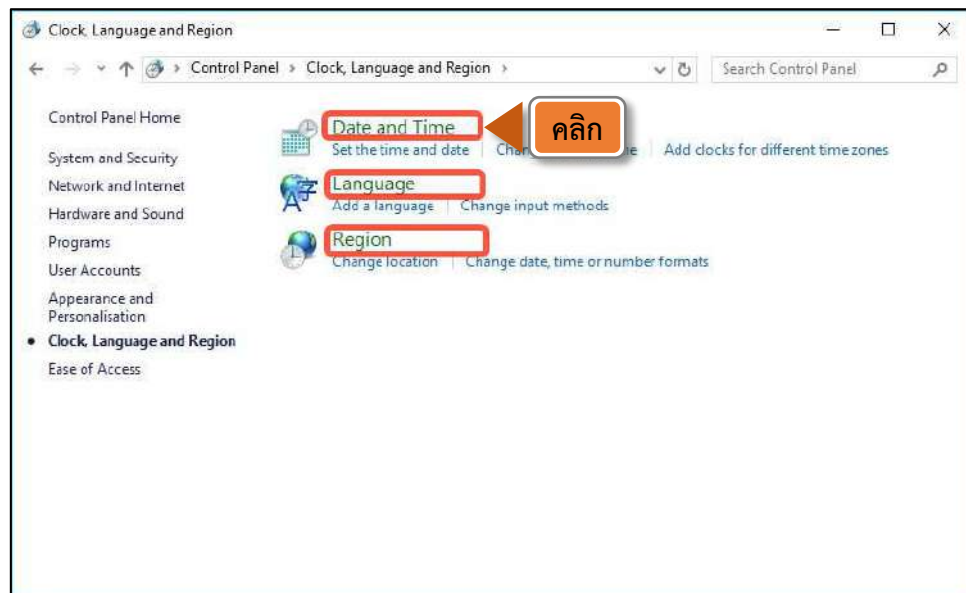 Clock, Language and Region
Control Panel > Clock, Language and Region >
Search Control Panel
Control Panel Home
System and Security
Network and Internet
Hardware and Sound
Programs
User Accounts
Appearance and
Personalisation
Clock, Language and Region
Ease of Access
Date and Time
คลิก
Set the time and date
Add clocks for different time zones
Language
Add a language
Change input methods
Region
Change location
Change date, time or number formats